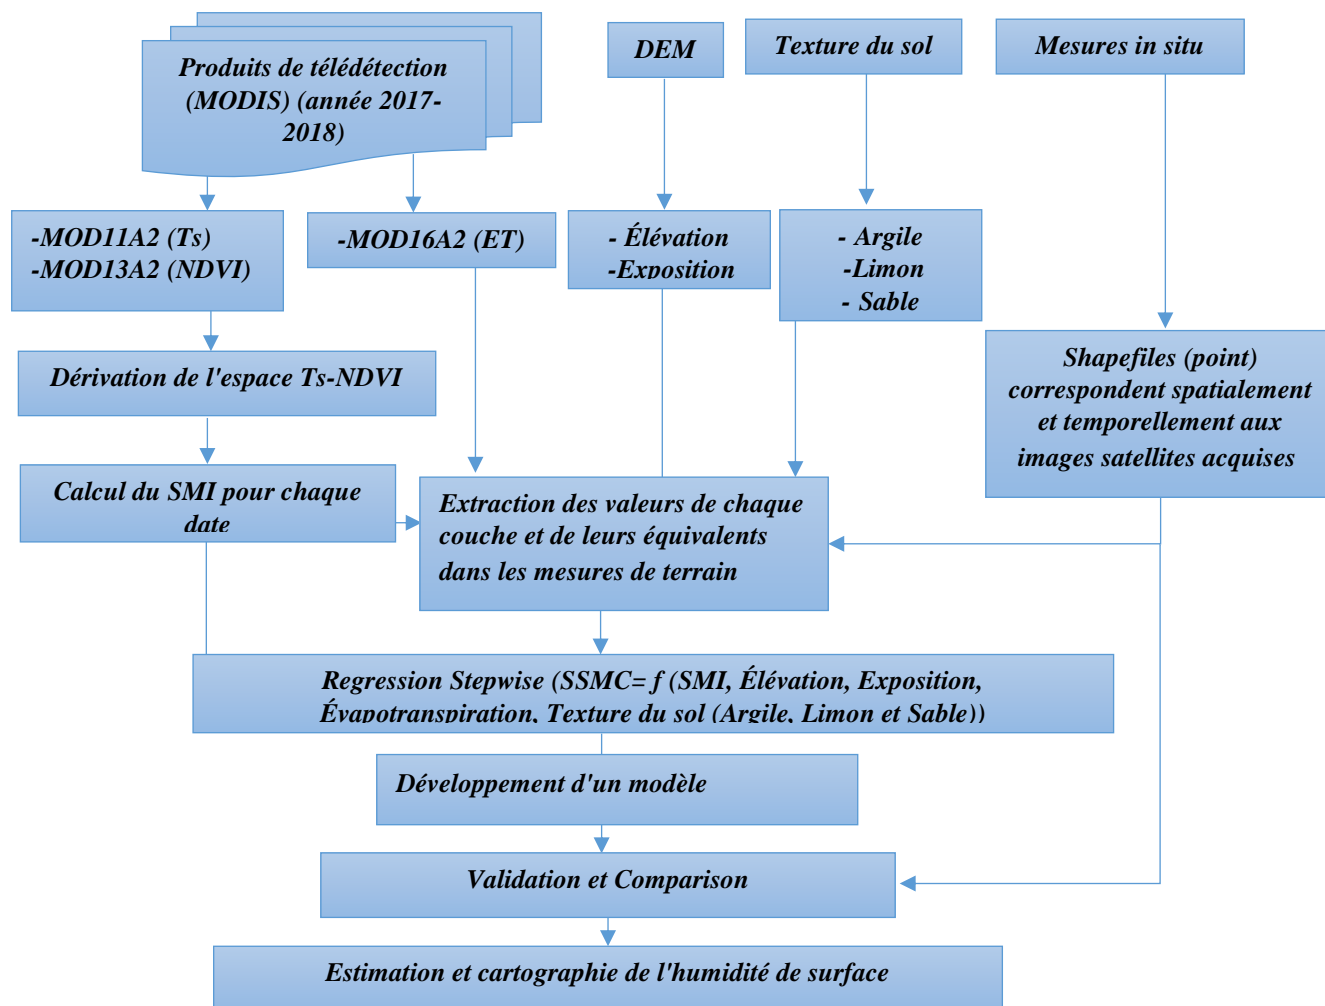 Produits de télédétection
(MODIS) (année 2017-
2018)
DEM
Texture du sol
Mesures in situ
-MOD11A2 (Ts)
-MOD13A2 (NDVI)
-MOD16A2 (ET)
- Élévation
-Exposition
- Argile
-Limon
- Sable
Dérivation de l'espace Ts-NDVI
Shapefiles (point)
correspondent spatialement
et temporellement aux
images satellites acquises
Calcul du SMI pour chaque
date
Extraction des valeurs de chaque
couche et de leurs équivalents
dans les mesures de terrain
Regression Stepwise (SSMC= f (SMI, Élévation, Exposition,
Évapotranspiration, Texture du sol (Argile, Limon et Sable))
Développement d'un modèle
Validation et Comparison
Estimation et cartographie de l'humidité de surface